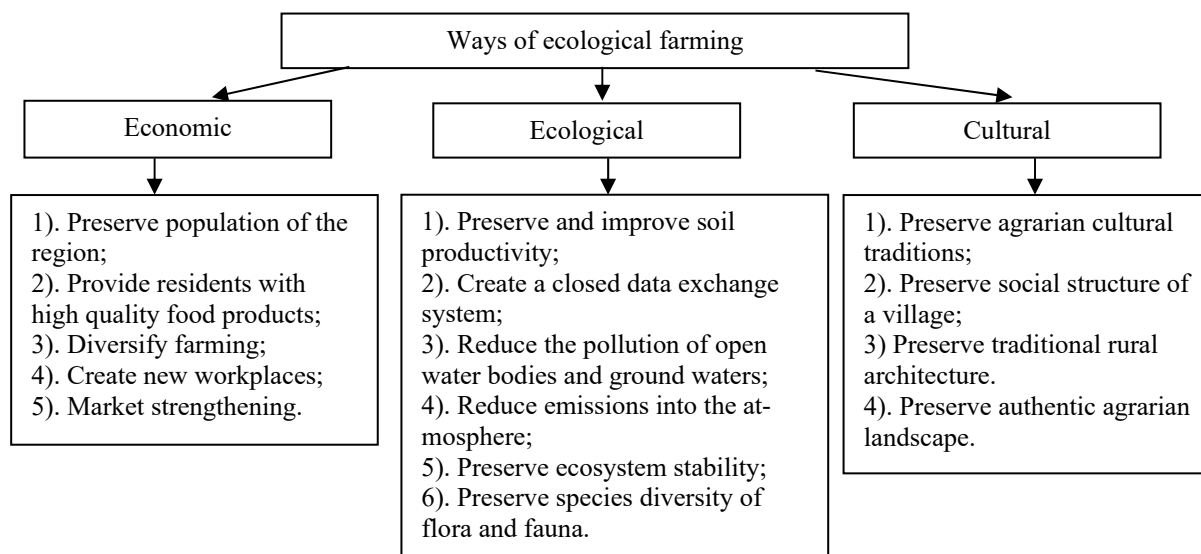 Ways of ecological farming
Economic
Ecological
Cultural
1). Preserve population of the
region;
2). Provide residents with
high quality food products;
3). Diversify farming;
4). Create new workplaces;
5). Market strengthening.
1). Preserve and improve soil
productivity;
2). Create a closed data exchange
system;
3). Reduce the pollution of open
water bodies and ground waters;
4). Reduce emissions into the at-
mosphere;
5). Preserve ecosystem stability;
6). Preserve species diversity of
flora and fauna.
1). Preserve agrarian cultural
traditions;
2). Preserve social structure of
a village;
3) Preserve traditional rural
architecture.
4). Preserve authentic agrarian
landscape.